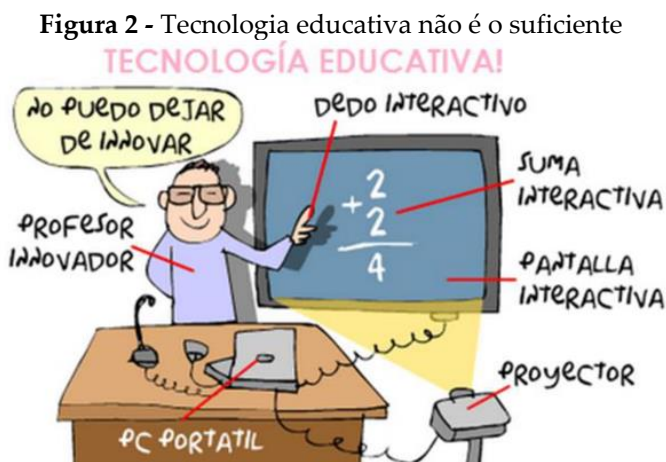 Figura 2 - Tecnologia educativa não é o suficiente
TECNOLOGÍA EDUCATIVA!
NO PUEDO DEJAR
DE INNOVAR
DEDO INTERACTIVO
SUMA
INTERACTIVA
2
+ 2
4
PROFESOR
INNOVADOR
PANTALLA
INTERACTIVA
PROYECTOR
PC PORTATIL